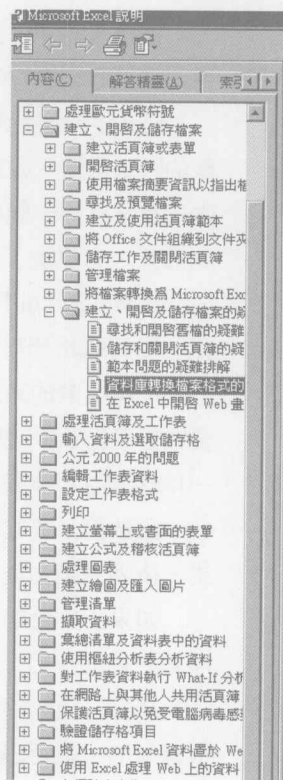 Microsoft Excel 說明
內容(C) 解答精靈(A) 索引
處理歐元貨幣符號
建立、開啓及儲存檔案
建立活頁簿或表單
開啓活頁簿
使用檔案摘要資訊以指出檔
尋找及預覽檔案
建立及使用活頁簿範本
將 Office 文件組織到文件夾
儲存工作及關閉活頁簿
管理檔案
將檔案轉換爲 Microsoft Exc
建立、開啓及儲存檔案的疑
尋找和開啓舊檔的疑難
儲存和關閉活頁簿的疑
範本問題的疑難排解
資料庫轉換檔案格式的
在 Excel 中開啓 Web 畫
處理活頁簿及工作表
輸入資料及選取儲存格
公元 2000 年的問題
編輯工作表資料
設定工作表格式
列印
建立螢幕上或書面的表單
建立公式及稽核活頁簿
處理圖表
建立繪圖及匯入圖片
管理清單
擷取資料
彙總清單及資料表中的資料
使用樞紐分析表分析資料
對工作表資料執行 What-If 分析
在網路上與其他人共用活頁簿
保護活頁簿以免受電腦病毒感
驗證儲存格項目
將 Microsoft Excel 資料置於 We
使用 Excel 處理 Web 上的資料